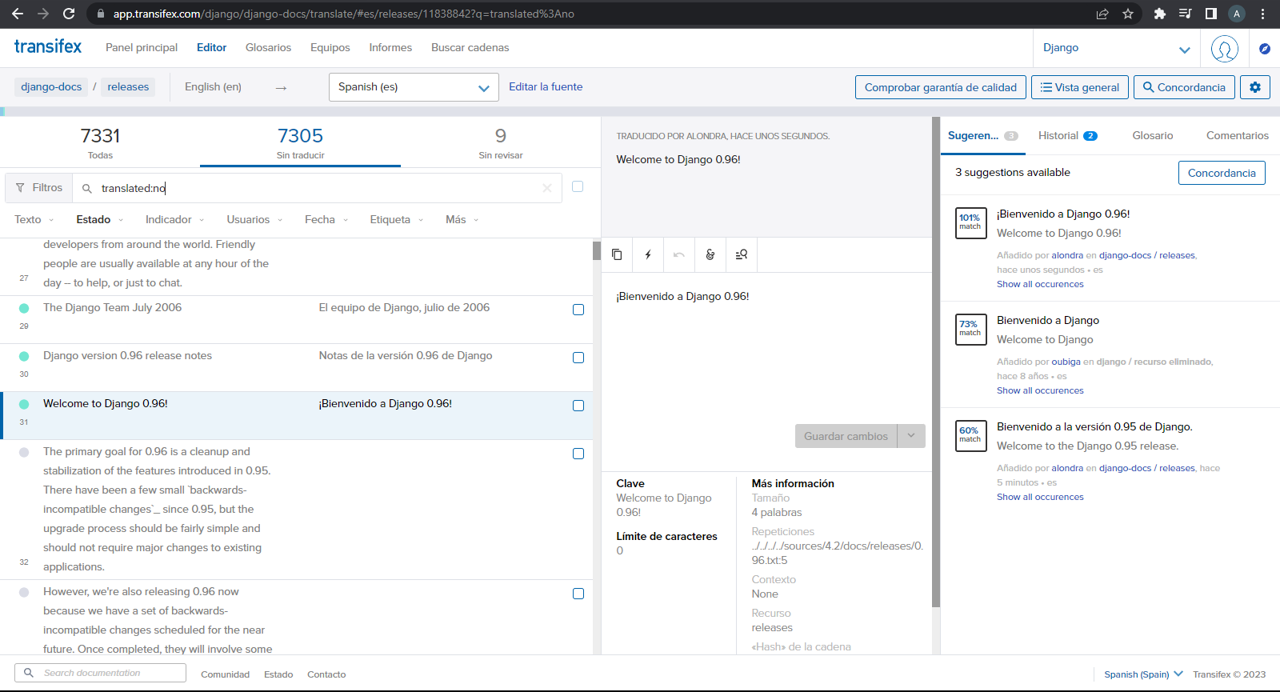 app.transifex.com/django/django-docs/translate/#es/releases/11838842?q=translated%3Ano
A
transifex
Panel principal
Editor
Glosarios
Equipos
Informes
Buscar cadenas
Django
django-docs / releases
English (en)
→
Spanish (es)
Editar la fuente
Comprobar garantía de calidad
Vista general
Concordancia
7331
Todas
7305
Sin traducir
9
Sin revisar
Filtros
translated:no
Texto
Estado
Indicador
Usuarios
Fecha
Etiqueta
Más
developers from around the world. Friendly
people are usually available at any hour of the
day – to help, or just to chat.
27
The Django Team July 2006
El equipo de Django, julio de 2006
29
Django version 0.96 release notes
Notas de la versión 0.96 de Django
30
Welcome to Django 0.96!
¡Bienvenido a Django 0.96!
31
The primary goal for 0.96 is a cleanup and
stabilization of the features introduced in 0.95.
There have been a few small `backwards-
incompatible changes`_ since 0.95, but the
upgrade process should be fairly simple and
should not require major changes to existing
applications.
32
However, we're also releasing 0.96 now
because we have a set of backwards-
incompatible changes scheduled for the near
future. Once completed, they will involve some
TRADUCIDO POR ALONDRA, HACE UNOS SEGUNDOS.
Welcome to Django 0.96!
¡Bienvenido a Django 0.96!
Guardar cambios
Clave
Welcome to Django
0.96!
Límite de caracteres
0
Más información
Tamaño
4 palabras
Repeticiones
../../../../sources/4.2/docs/releases/0.
96.txt:5
Contexto
None
Recurso
releases
«Hash» de la cadena
Sugeren... 3
Historial 2
Glosario
Comentarios
3 suggestions available
Concordancia
101%
match
¡Bienvenido a Django 0.96!
Welcome to Django 0.96!
Añadido por alondra en django-docs / releases,
hace unos segundos • es
Show all occurences
73%
match
Bienvenido a Django
Welcome to Django
Añadido por oubiga en django / recurso eliminado,
hace 8 años • es
Show all occurences
60%
match
Bienvenido a la versión 0.95 de Django.
Welcome to the Django 0.95 release.
Añadido por alondra en django-docs / releases, hace
5 minutos • es
Show all occurences
Search documentation
Comunidad
Estado
Contacto
Spanish (Spain)
Transifex © 2023